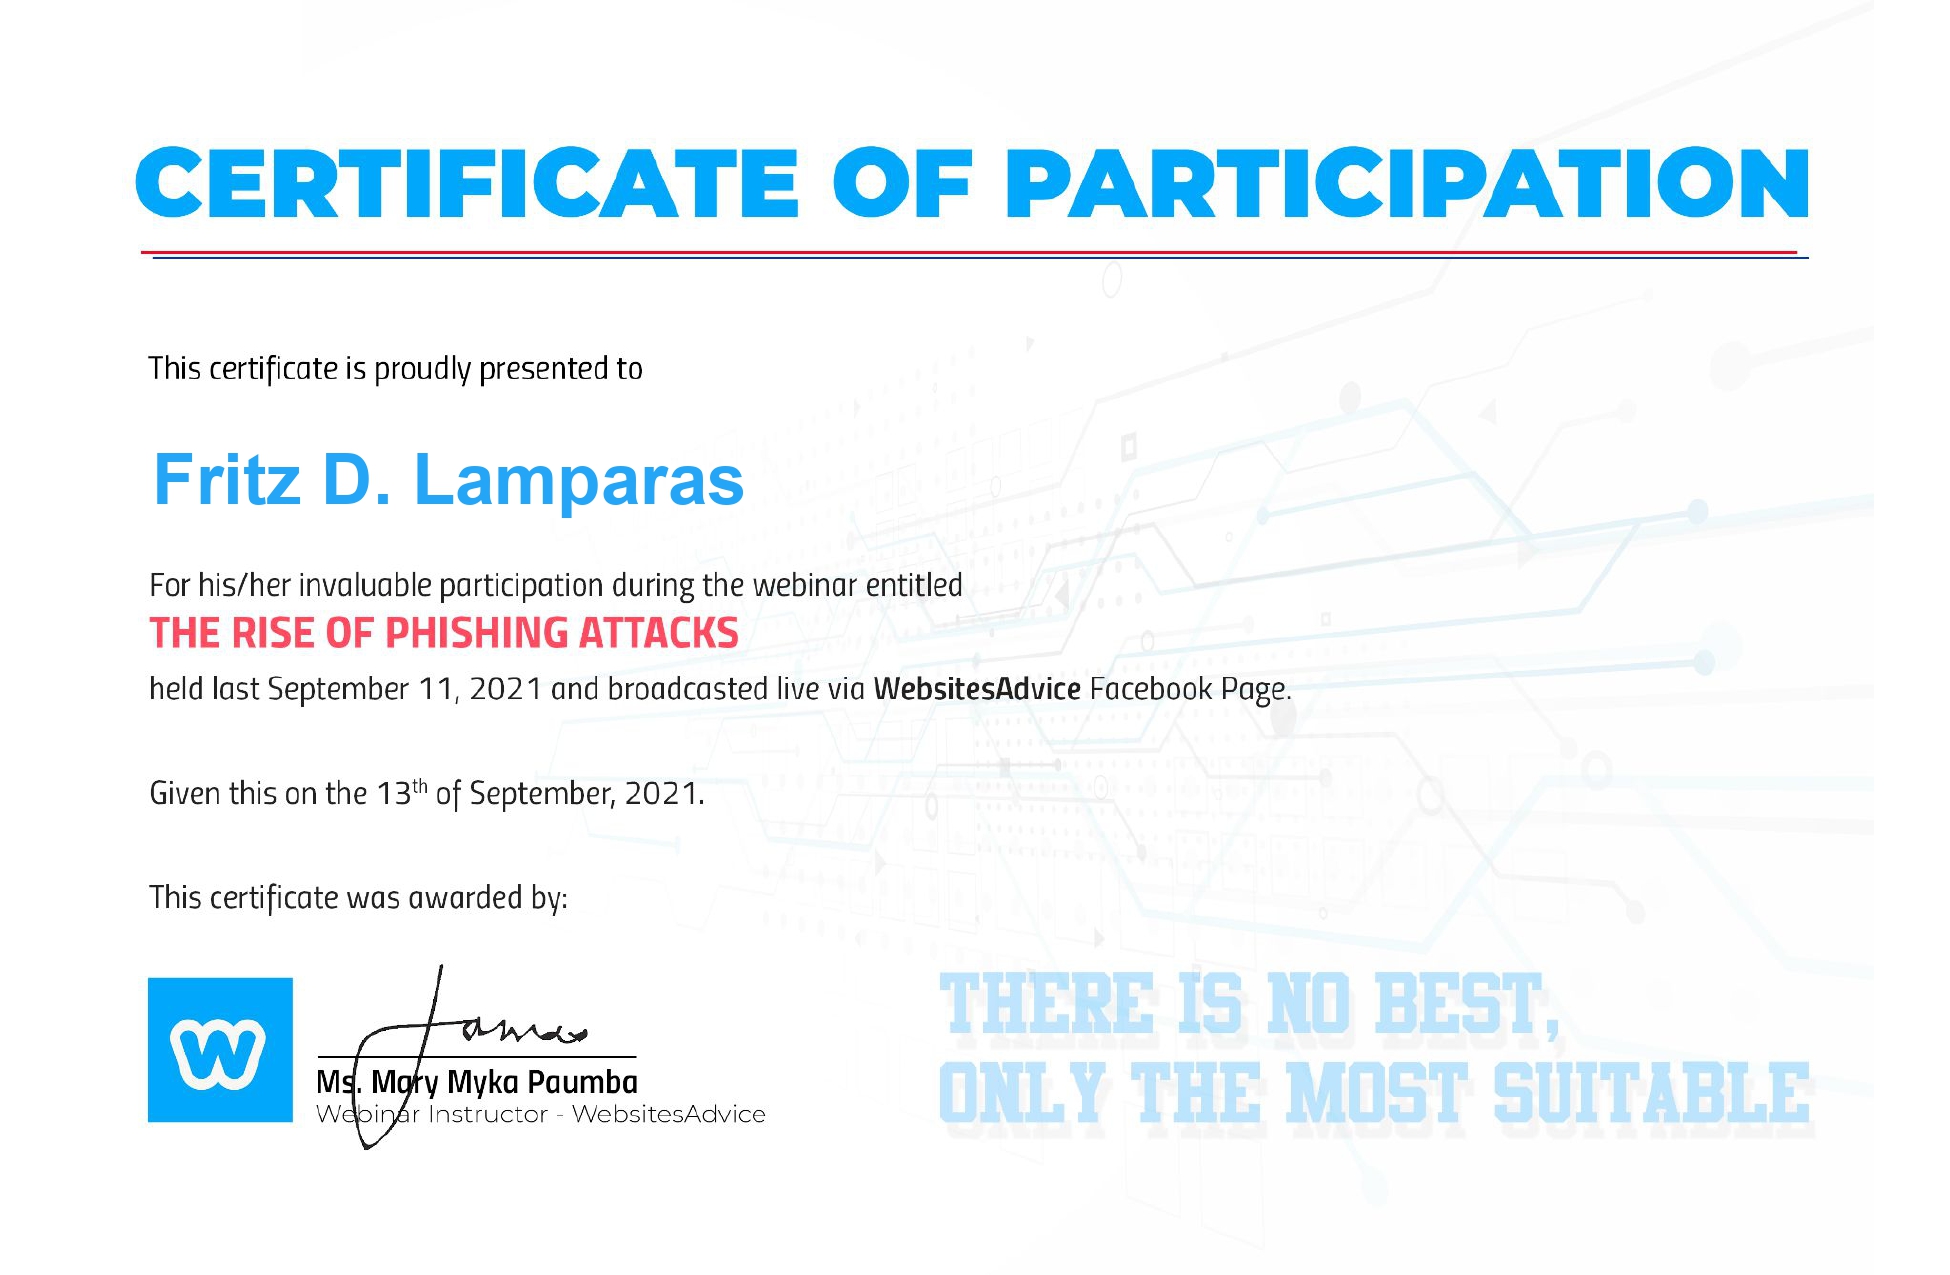 CERTIFICATE OF PARTICIPATION
This certificate is proudly presented to
Fritz D. Lamparas
For his/her invaluable participation during the webinar entitled
THE RISE OF PHISHING ATTACKS
held last September 11, 2021 and broadcasted live via WebsitesAdvice Facebook Page.
Given this on the 13th of September, 2021.
This certificate was awarded by:
W
Ms. Mary Myka Paumba
Webinar Instructor - WebsitesAdvice
THERE IS NO BEST,
ONLY THE MOST SUITABLE